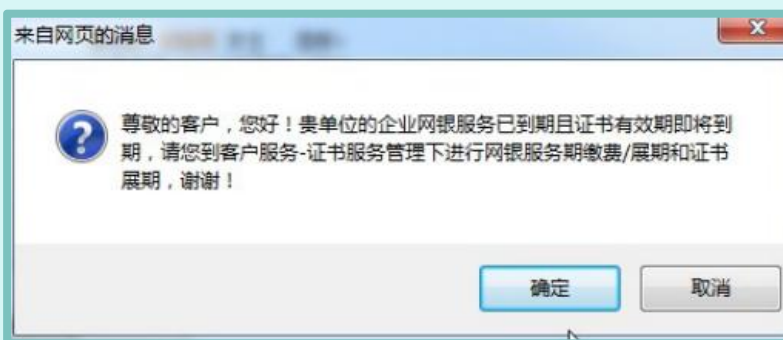 来自网页的消息
尊敬的客户，您好！贵单位的企业网银服务已到期且证书有效期即将到
期，请您到客户服务-证书服务管理下进行网银服务期缴费/展期和证书
展期，谢谢！
确定
取消